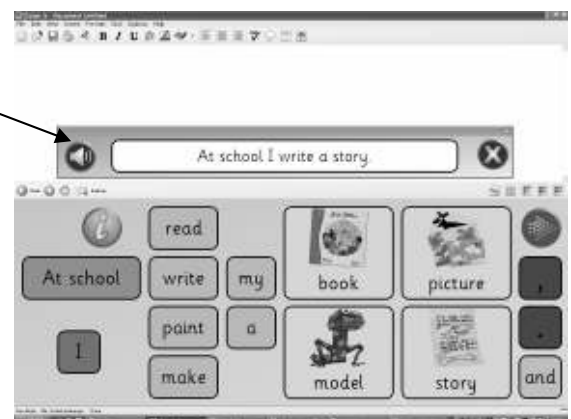 B I U
At school I write a story.
read
At school
write
my
book
picture
,
I
paint
a
.
make
model
story
and